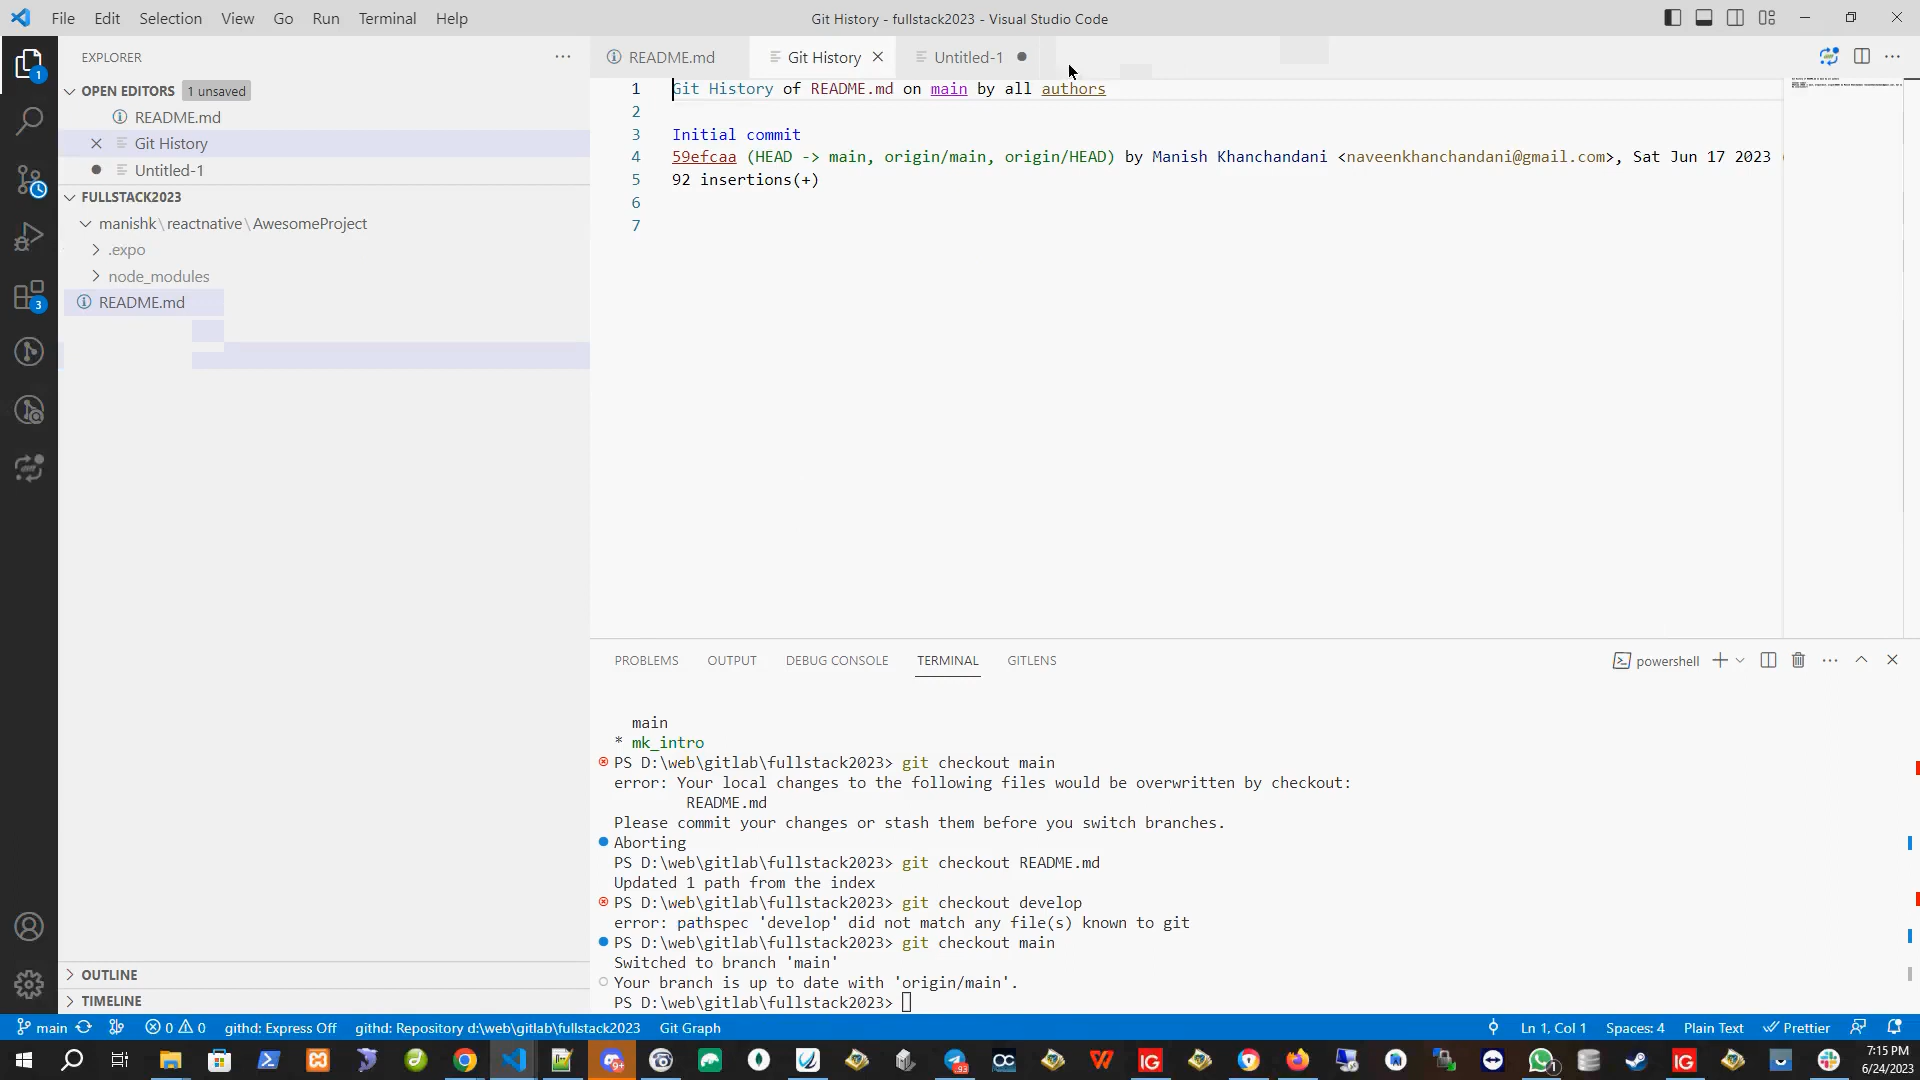 File Edit Selection View Go Run Terminal Help
Git History - fullstack2023 - Visual Studio Code
EXPLORER
OPEN EDITORS 1 unsaved
README.md
Git History
Untitled-1
FULLSTACK2023
manishk\reactnative\AwesomeProject
.expo
node_modules
README.md
OUTLINE
TIMELINE
README.md Git History Untitled-1
1 Git History of README.md on main by all authors
2
3 Initial commit
4 59efcaa (HEAD -> main, origin/main, origin/HEAD) by Manish Khanchandani <naveenkhanchandani@gmail.com>, Sat Jun 17 2023
5 92 insertions(+)
6
7
PROBLEMS OUTPUT DEBUG CONSOLE TERMINAL GITLENS
powershell
main
* mk_intro
PS D:\web\gitlab\fullstack2023> git checkout main
error: Your local changes to the following files would be overwritten by checkout:
README.md
Please commit your changes or stash them before you switch branches.
Aborting
PS D:\web\gitlab\fullstack2023> git checkout README.md
Updated 1 path from the index
PS D:\web\gitlab\fullstack2023> git checkout develop
error: pathspec 'develop' did not match any file(s) known to git
PS D:\web\gitlab\fullstack2023> git checkout main
Switched to branch 'main'
Your branch is up to date with 'origin/main'.
PS D:\web\gitlab\fullstack2023>
main 0 0 githd: Express Off githd: Repository d:\web\gitlab\fullstack2023 Git Graph
Ln 1, Col 1 Spaces: 4 Plain Text Prettier
7:15 PM
6/24/2023